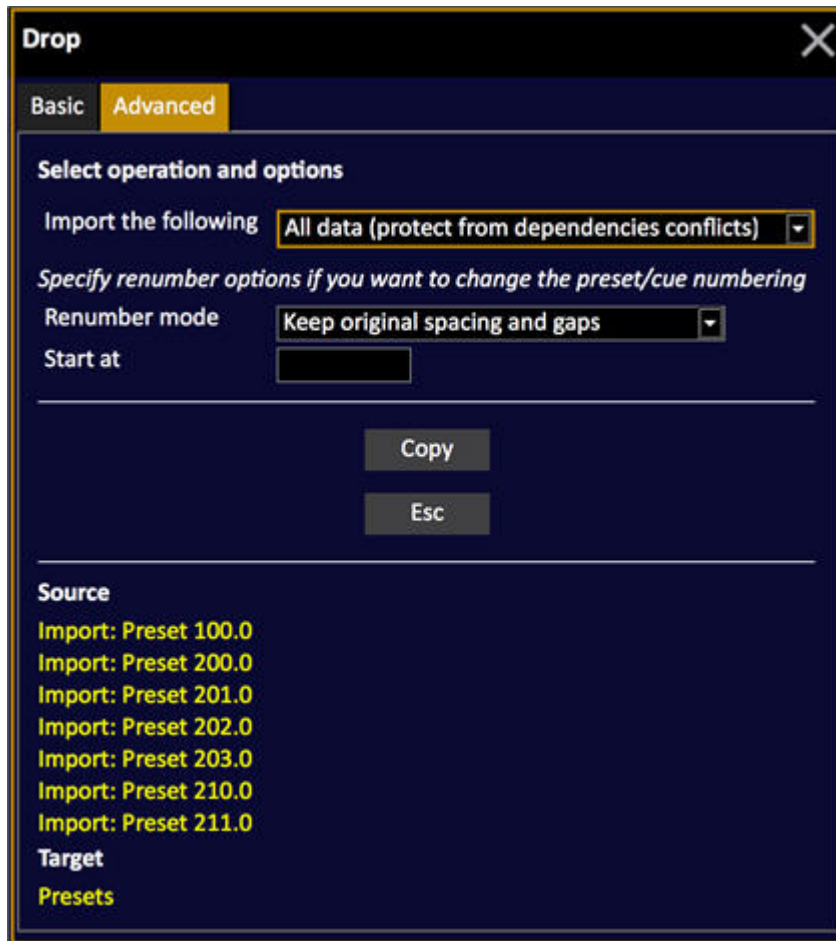 Drop
Basic Advanced
Select operation and options
Import the following All data (protect from dependencies conflicts)
Specify renumber options if you want to change the preset/cue numbering
Renumber mode Keep original spacing and gaps
Start at
Copy
Esc
Source
Import: Preset 100.0
Import: Preset 200.0
Import: Preset 201.0
Import: Preset 202.0
Import: Preset 203.0
Import: Preset 210.0
Import: Preset 211.0
Target
Presets